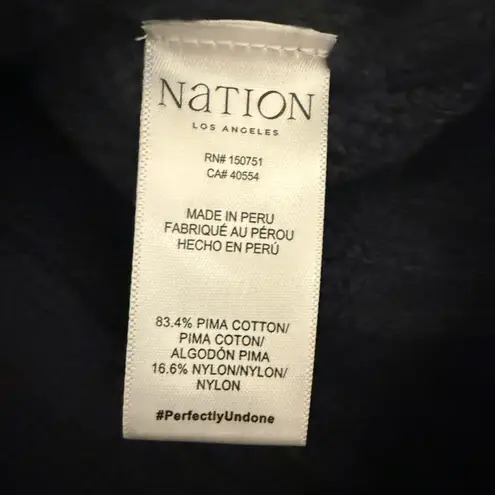 NaTION
LOS ANGELES
RN# 150751
CA# 40554
MADE IN PERU
FABRIQUÉ AU PÉROU
HECHO EN PERÚ
83.4% PIMA COTTON/
PIMA COTON/
ALGODÓN PIMA
16.6% NYLON/NYLON/
NYLON
#PerfectlyUndone